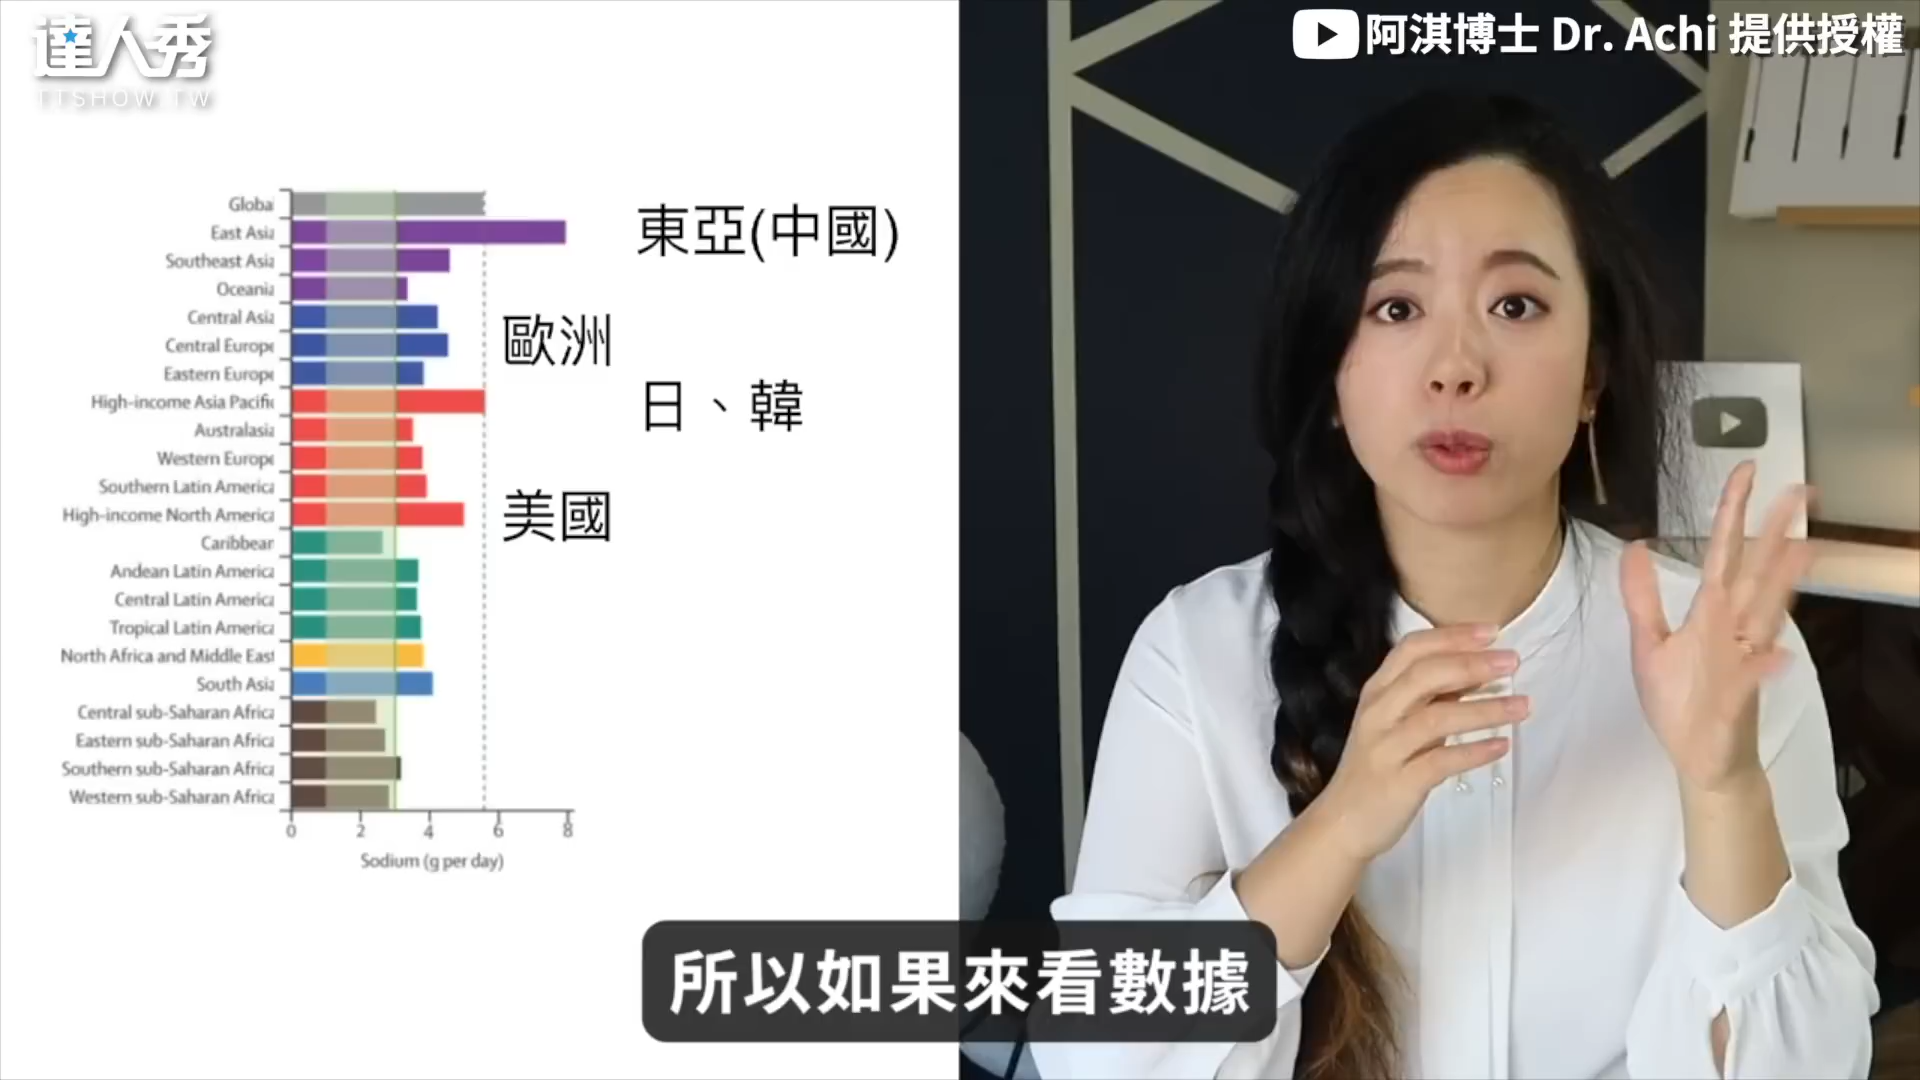 達人秀
TTSHOW.TW
阿淇博士 Dr. Achi 提供授權
Global
East Asia
Southeast Asia
Oceania
Central Asia
Central Europe
Eastern Europe
High-income Asia Pacific
Australasia
Western Europe
Southern Latin America
High-income North America
Caribbean
Andean Latin America
Central Latin America
Tropical Latin America
North Africa and Middle East
South Asia
Central sub-Saharan Africa
Eastern sub-Saharan Africa
Southern sub-Saharan Africa
Western sub-Saharan Africa
0 2 4 6 8
Sodium (g per day)
東亞(中國)
歐洲
日、韓
美國
所以如果來看數據